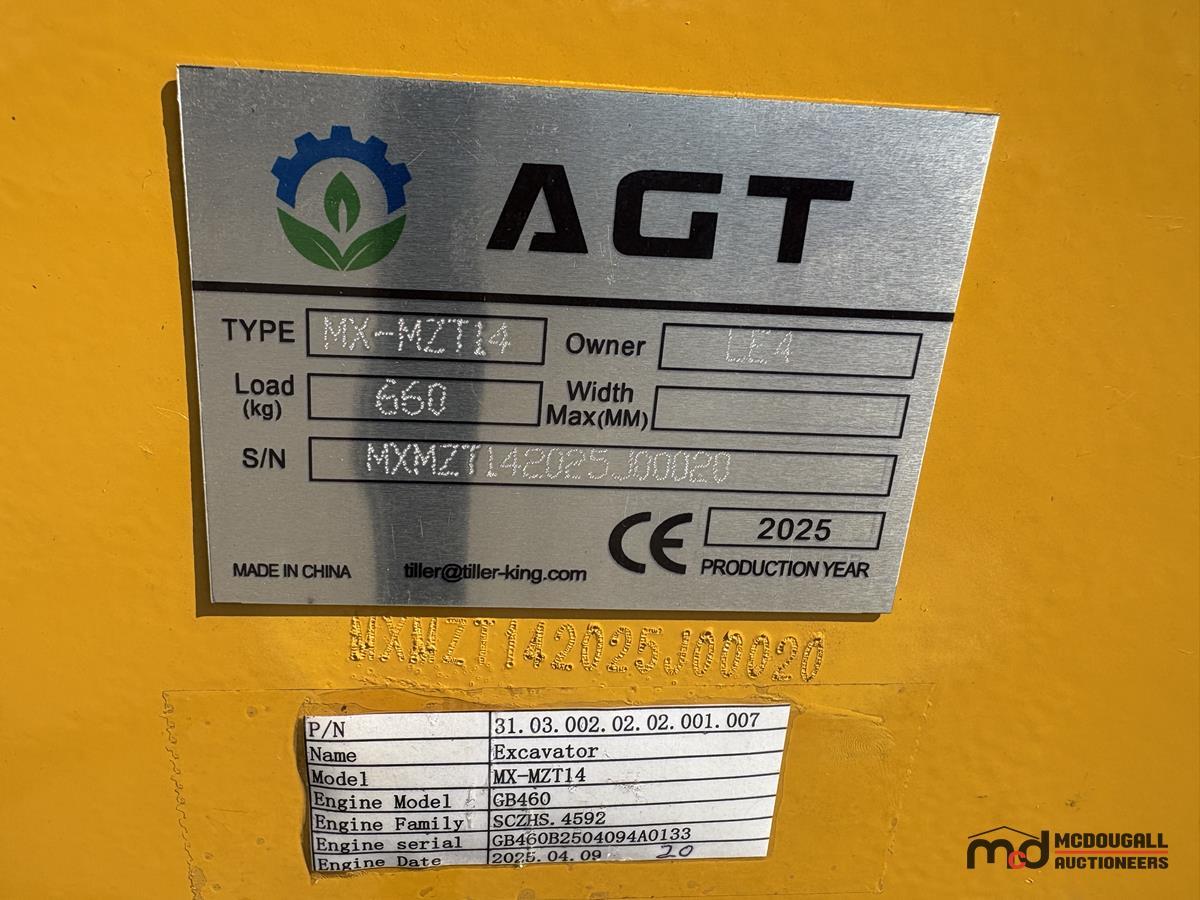 AGT
TYPE MX-MZT14 Owner LE4
Load (kg) 660 Width Max(MM)
S/N MXMZT142025J00020
CE 2025
MADE IN CHINA tiller@tiller-king.com PRODUCTION YEAR
MXMZT142025J00020
P/N 31.03.002.02.02.001.007
Name Excavator
Model MX-MZT14
Engine Model GB460
Engine Family SCZHS.4592
Engine serial GB460B2504094A0133
Engine Date 2025.04.09 20
mcd MCDOUGALL
AUCTIONEERS